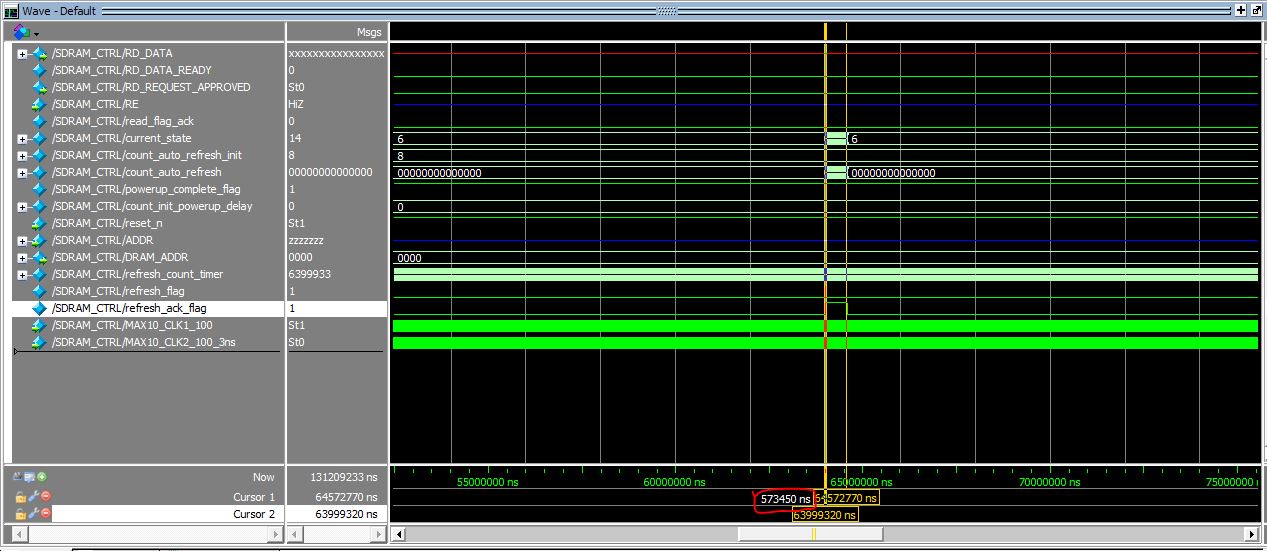 Wave - Default
Msgs
/SDRAM_CTRL/RD_DATA xxxxxxxxxxxxxxxx
/SDRAM_CTRL/RD_DATA_READY 0
/SDRAM_CTRL/RD_REQUEST_APPROVED St0
/SDRAM_CTRL/RE HiZ
/SDRAM_CTRL/read_flag_ack 0
/SDRAM_CTRL/current_state 14 6 6
/SDRAM_CTRL/count_auto_refresh_init 8 8
/SDRAM_CTRL/count_auto_refresh 00000000000000 00000000000000 00000000000000
/SDRAM_CTRL/powerup_complete_flag 1
/SDRAM_CTRL/count_init_powerup_delay 0 0
/SDRAM_CTRL/reset_n St1
/SDRAM_CTRL/ADDR zzzzzzz
/SDRAM_CTRL/DRAM_ADDR 0000 0000
/SDRAM_CTRL/refresh_count_timer 6399933
/SDRAM_CTRL/refresh_flag 1
/SDRAM_CTRL/refresh_ack_flag 1
/SDRAM_CTRL/MAX10_CLK1_100 St1
/SDRAM_CTRL/MAX10_CLK2_100_3ns St0
Now 131209233 ns 55000000 ns 60000000 ns 65000000 ns 70000000 ns 75000000
Cursor 1 64572770 ns 573450 ns 64572770 ns
Cursor 2 63999320 ns 63999320 ns